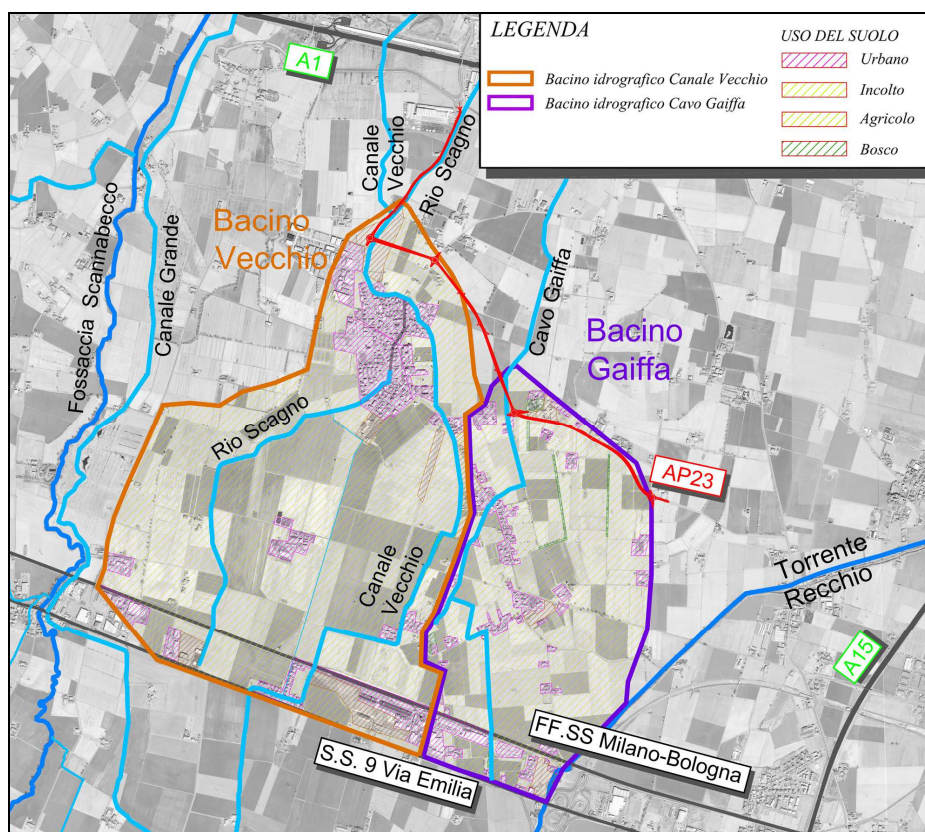 LEGENDA
Bacino idrografico Canale Vecchio
Bacino idrografico Cavo Gaiffa
USO DEL SUOLO
Urbano
Incolto
Agricolo
Bosco
A1
Canale
Vecchio
Rio Scagno
Bacino
Vecchio
Fossaccia Scannabecco
Canale Grande
Cavo Gaiffa
Bacino
Gaiffa
Rio Scagno
AP23
Canale
Vecchio
Torrente
Recchio
A15
FF.SS Milano-Bologna
S.S. 9 Via Emilia